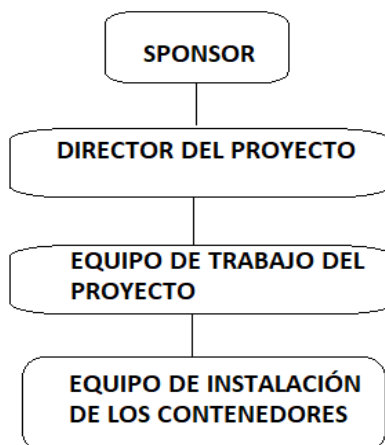 SPONSOR
DIRECTOR DEL PROYECTO
EQUIPO DE TRABAJO DEL
PROYECTO
EQUIPO DE INSTALACIÓN
DE LOS CONTENEDORES